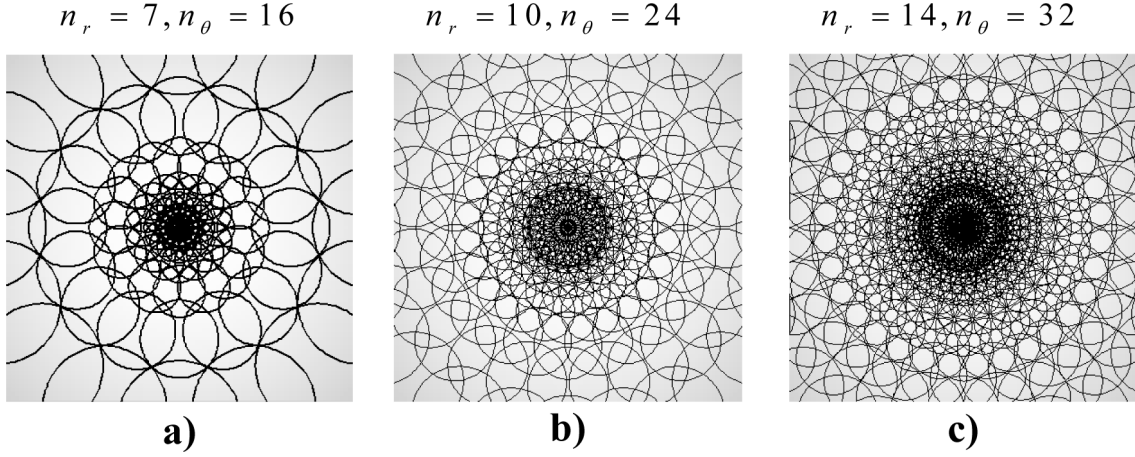 n_r = 7, n_θ = 16
n_r = 10, n_θ = 24
n_r = 14, n_θ = 32
a)
b)
c)